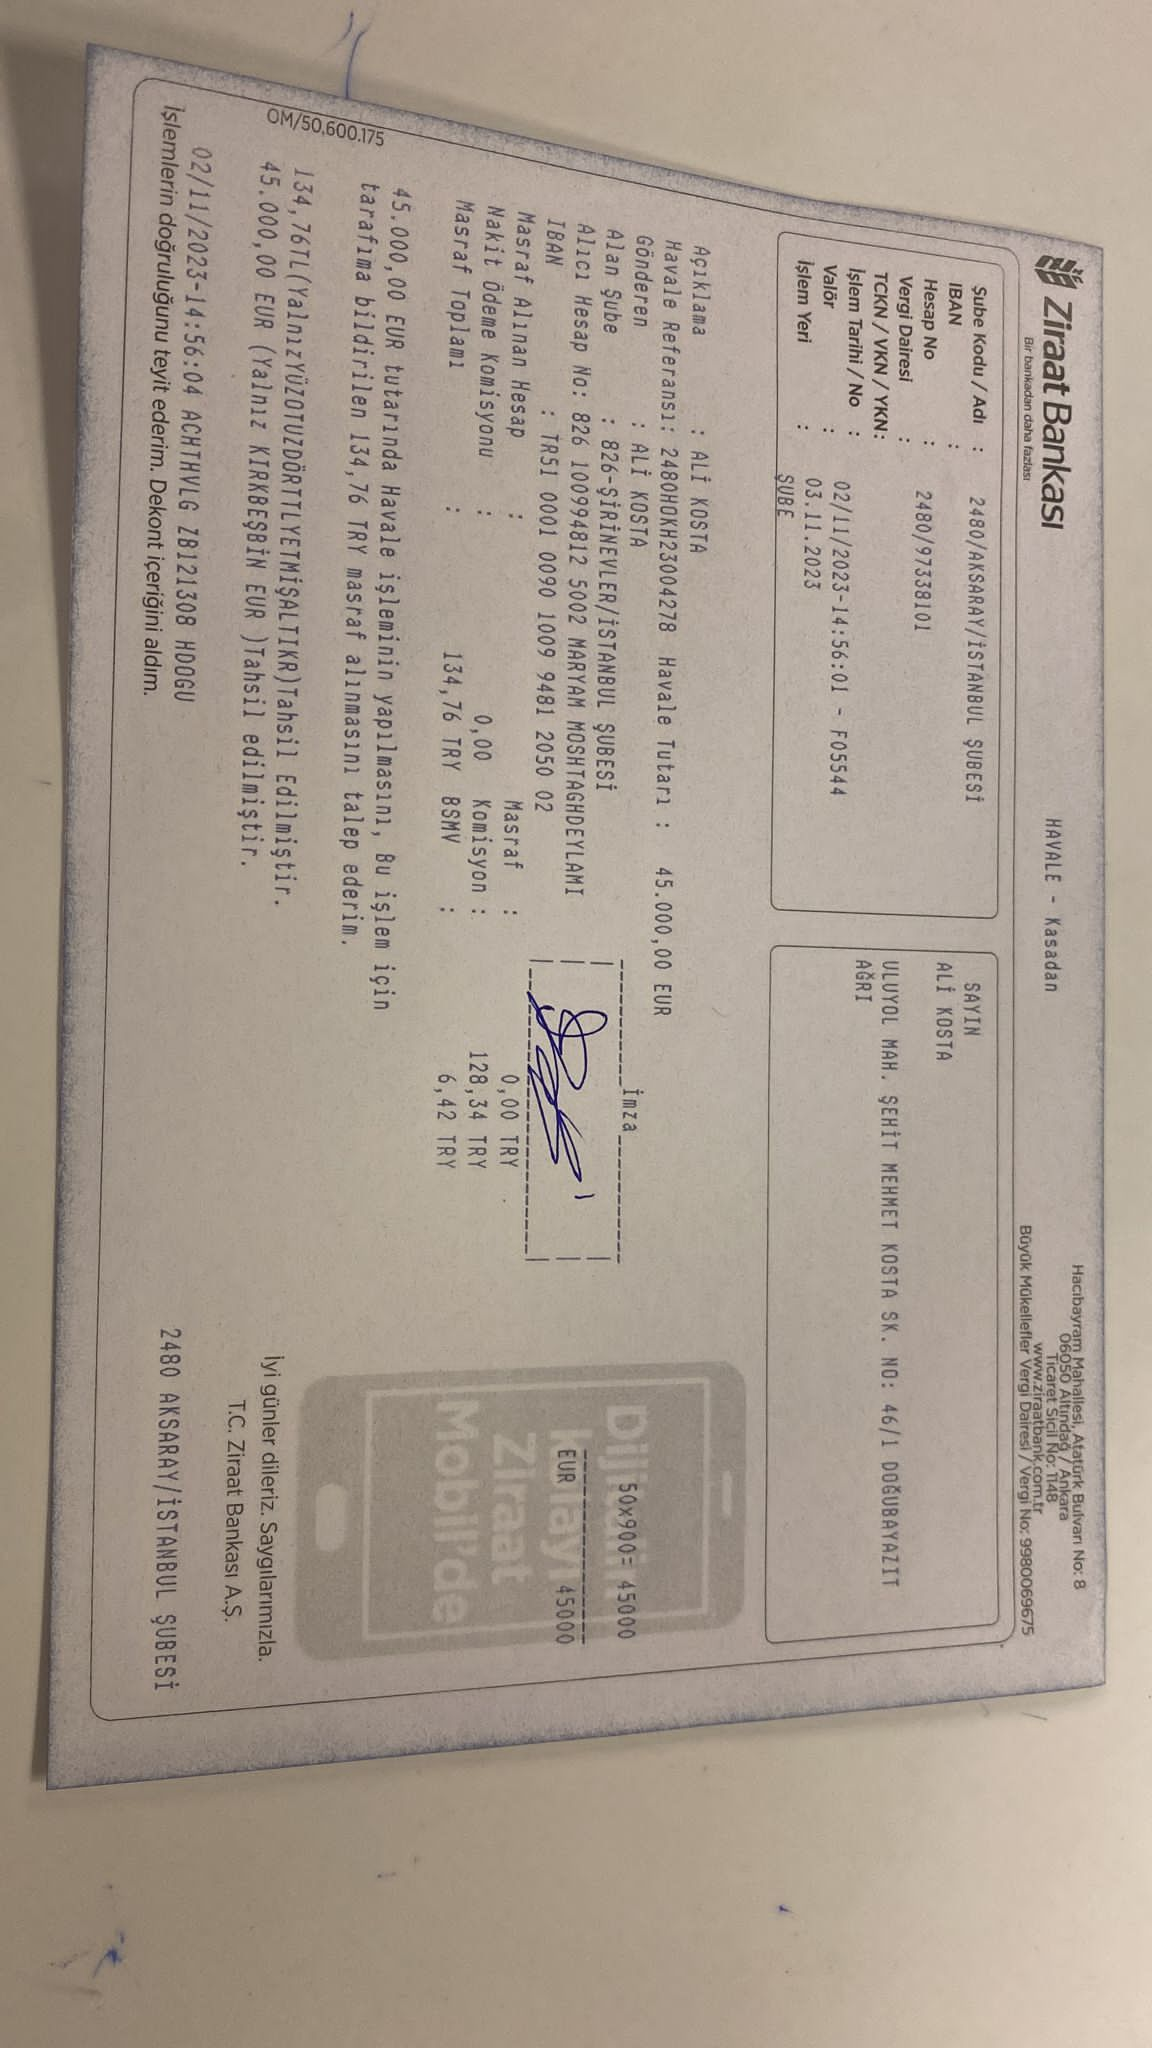 Ziraat Bankası
Bir bankadan daha fazlası
HAVALE - Kasadan
Hacıbayram Mahallesi, Atatürk Bulvarı No: 8
06050 Altındağ / Ankara
Ticaret Sicil No: 1148
www.ziraatbank.com.tr
Büyük Mükellefler Vergi Dairesi / Vergi No: 9980069675
Şube Kodu / Adı : 2480/AKSARAY/İSTANBUL ŞUBESİ
IBAN :
Hesap No : 2480/97338101
Vergi Dairesi :
TCKN / VKN / YKN:
İşlem Tarihi / No : 02/11/2023-14:56:01 - F05544
Valör : 03.11.2023
İşlem Yeri : ŞUBE
SAYIN
ALİ KOSTA
ULUYOL MAH. ŞEHİT MEHMET KOSTA SK. NO: 46/1 DOĞUBAYAZIT
AĞRI
Açıklama : ALİ KOSTA
Havale Referansı: 2480HOKH23004278 Havale Tutarı : 45.000,00 EUR
Gönderen : ALİ KOSTA
Alan Şube : 826-ŞİRİNEVLER/İSTANBUL ŞUBESİ
Alıcı Hesap No: 826 10094812 5002 MARYAM MOSHTAGHDEYLAMI
IBAN : TR51 0001 0090 1009 9481 2050 02
İmza
Masraf Alınan Hesap : Masraf : 0,00 TRY
Nakit Ödeme Komisyonu : 0,00 Komisyon : 128,34 TRY
Masraf Toplamı : 134,76 TRY BSMV : 6,42 TRY
50x900= 45000
EUR 45000
Ziraat
Mobil'de
45.000,00 EUR tutarında Havale işleminin yapılmasını, Bu işlem için
tarafıma bildirilen 134,76 TRY masraf alınmasını talep ederim.
134,76TL(YalnızYÜZOTUZDÖRTTLYETMİŞALTIKR)Tahsil Edilmiştir.
45.000,00 EUR (Yalnız KIRKBEŞBİN EUR )Tahsil edilmiştir.
İyi günler dileriz. Saygılarımızla.
T.C. Ziraat Bankası A.Ş.
02/11/2023-14:56:04 ACHTHVLG ZB121308 HDOGU
2480 AKSARAY/İSTANBUL ŞUBESİ
İşlemlerin doğruluğunu teyit ederim. Dekont içeriğini aldım.
OM/50.600.175